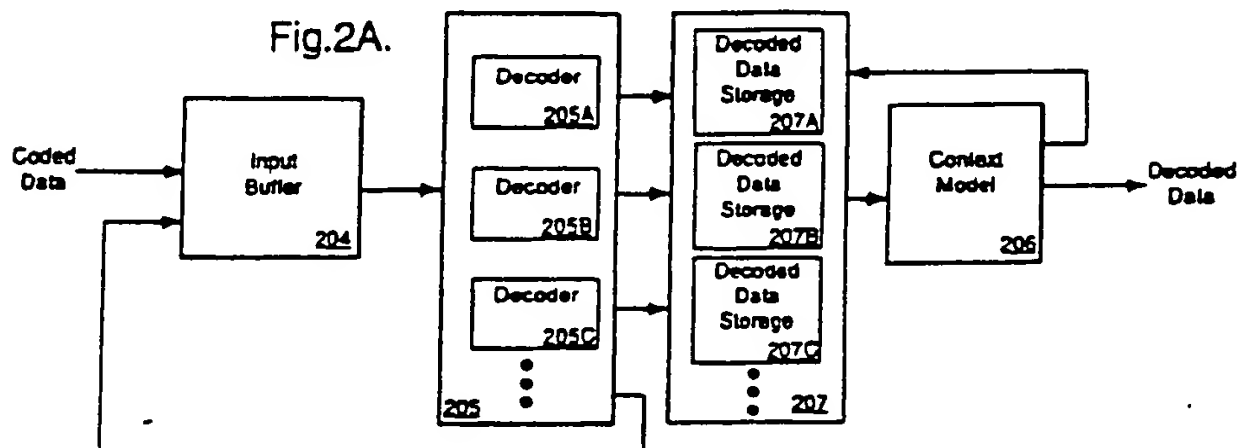 Fig.2A.
Coded
Data
Input
Buffer
204
Decoder
205A
Decoder
205B
Decoder
205C
205
Decoded
Data
Storage
207A
Decoded
Data
Storage
207B
Decoded
Data
Storage
207C
207
Context
Model
206
Decoded
Data